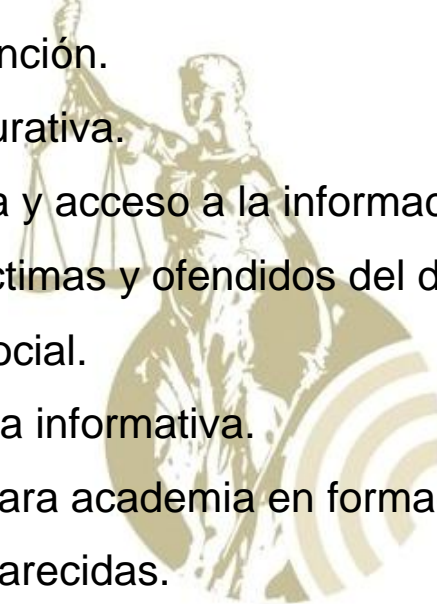 nción.
urativa.
a y acceso a la informac
ctimas y ofendidos del d
ocial.
a informativa.
ara academia en forma
arecidas.